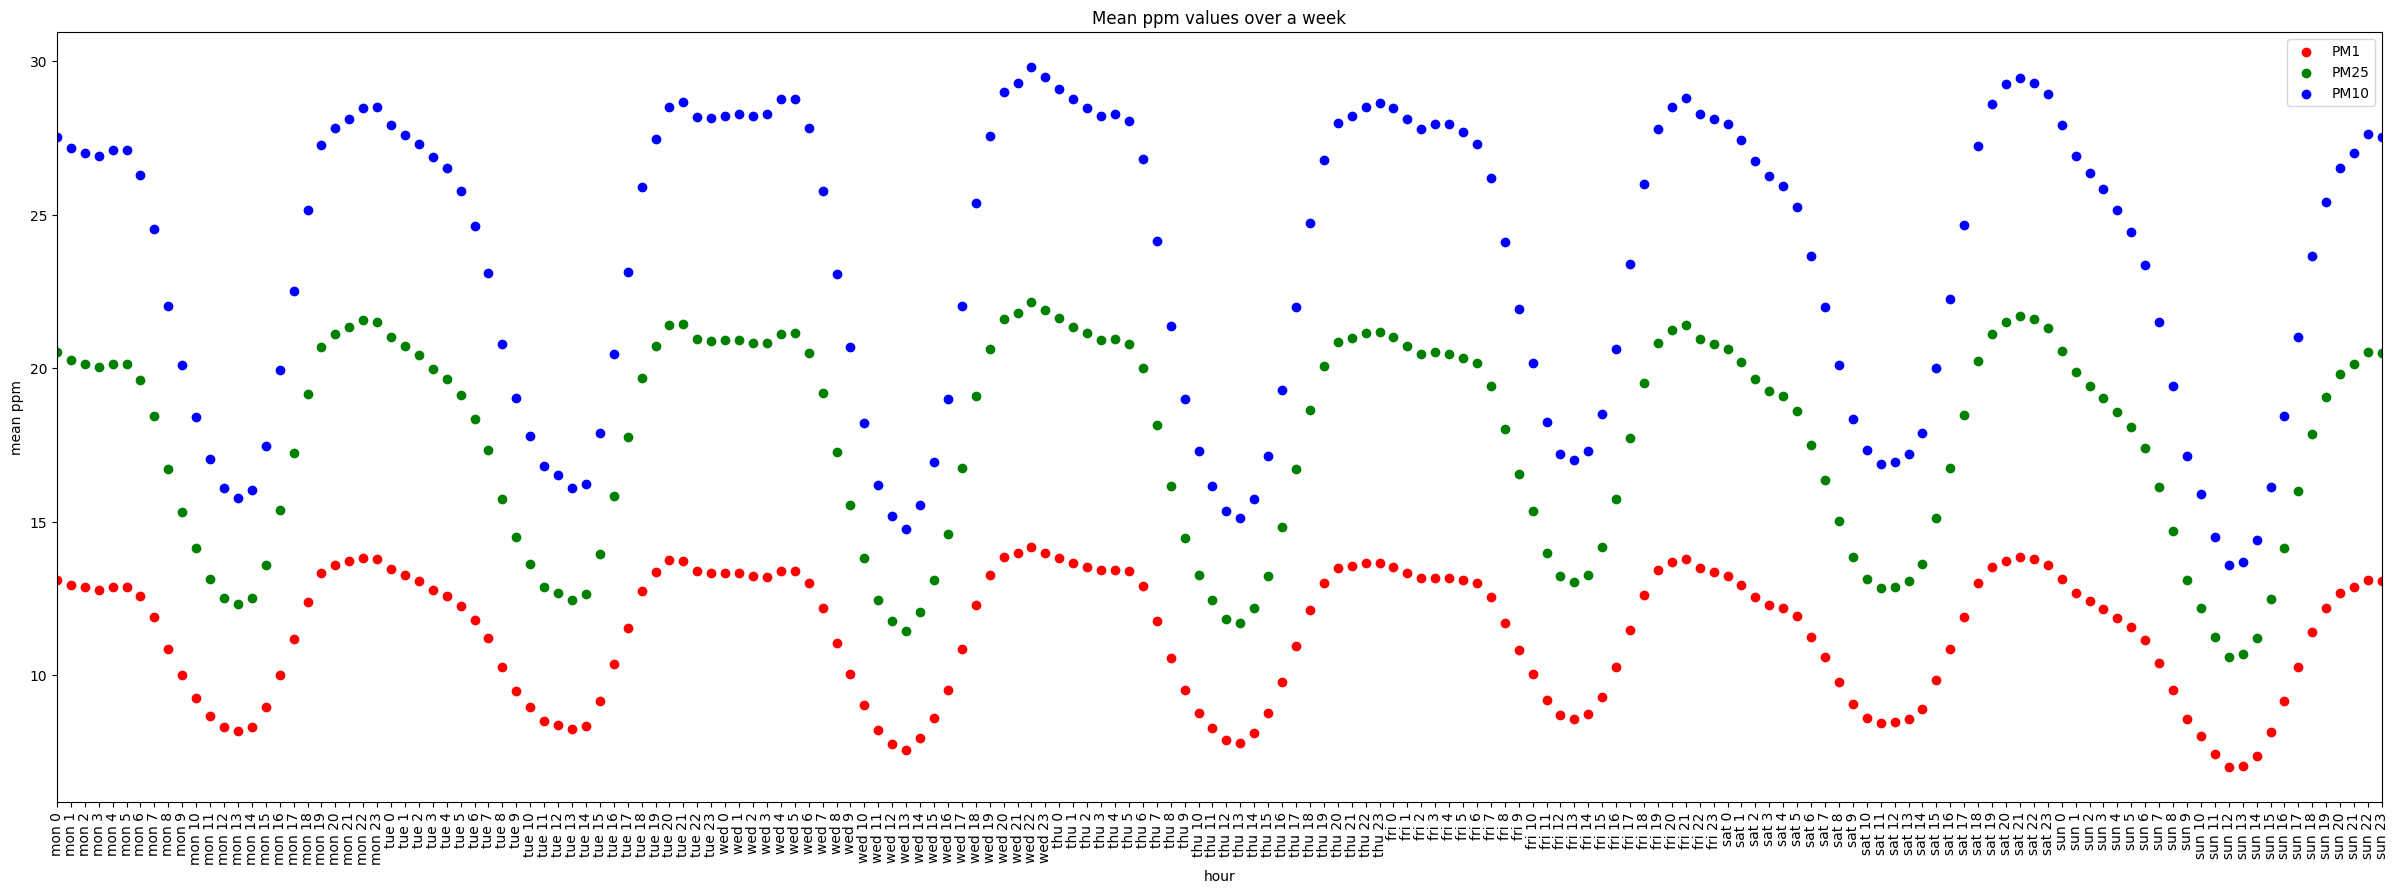 Mean ppm values over a week
PM1
PM25
PM10
30
25
20
15
10
mean ppm
mon 0
mon 1
mon 2
mon 3
mon 4
mon 5
mon 6
mon 7
mon 8
mon 9
mon 10
mon 11
mon 12
mon 13
mon 14
mon 15
mon 16
mon 17
mon 18
mon 19
mon 20
mon 21
mon 22
mon 23
tue 0
tue 1
tue 2
tue 3
tue 4
tue 5
tue 6
tue 7
tue 8
tue 9
tue 10
tue 11
tue 12
tue 13
tue 14
tue 15
tue 16
tue 17
tue 18
tue 19
tue 20
tue 21
tue 22
tue 23
wed 0
wed 1
wed 2
wed 3
wed 4
wed 5
wed 6
wed 7
wed 8
wed 9
wed 10
wed 11
wed 12
wed 13
wed 14
wed 15
wed 16
wed 17
wed 18
wed 19
wed 20
wed 21
wed 22
wed 23
thu 0
thu 1
thu 2
thu 3
thu 4
thu 5
thu 6
thu 7
thu 8
thu 9
thu 10
thu 11
thu 12
thu 13
thu 14
thu 15
thu 16
thu 17
thu 18
thu 19
thu 20
thu 21
thu 22
thu 23
fri 0
fri 1
fri 2
fri 3
fri 4
fri 5
fri 6
fri 7
fri 8
fri 9
fri 10
fri 11
fri 12
fri 13
fri 14
fri 15
fri 16
fri 17
fri 18
fri 19
fri 20
fri 21
fri 22
fri 23
sat 0
sat 1
sat 2
sat 3
sat 4
sat 5
sat 6
sat 7
sat 8
sat 9
sat 10
sat 11
sat 12
sat 13
sat 14
sat 15
sat 16
sat 17
sat 18
sat 19
sat 20
sat 21
sat 22
sat 23
sun 0
sun 1
sun 2
sun 3
sun 4
sun 5
sun 6
sun 7
sun 8
sun 9
sun 10
sun 11
sun 12
sun 13
sun 14
sun 15
sun 16
sun 17
sun 18
sun 19
sun 20
sun 21
sun 22
sun 23
hour